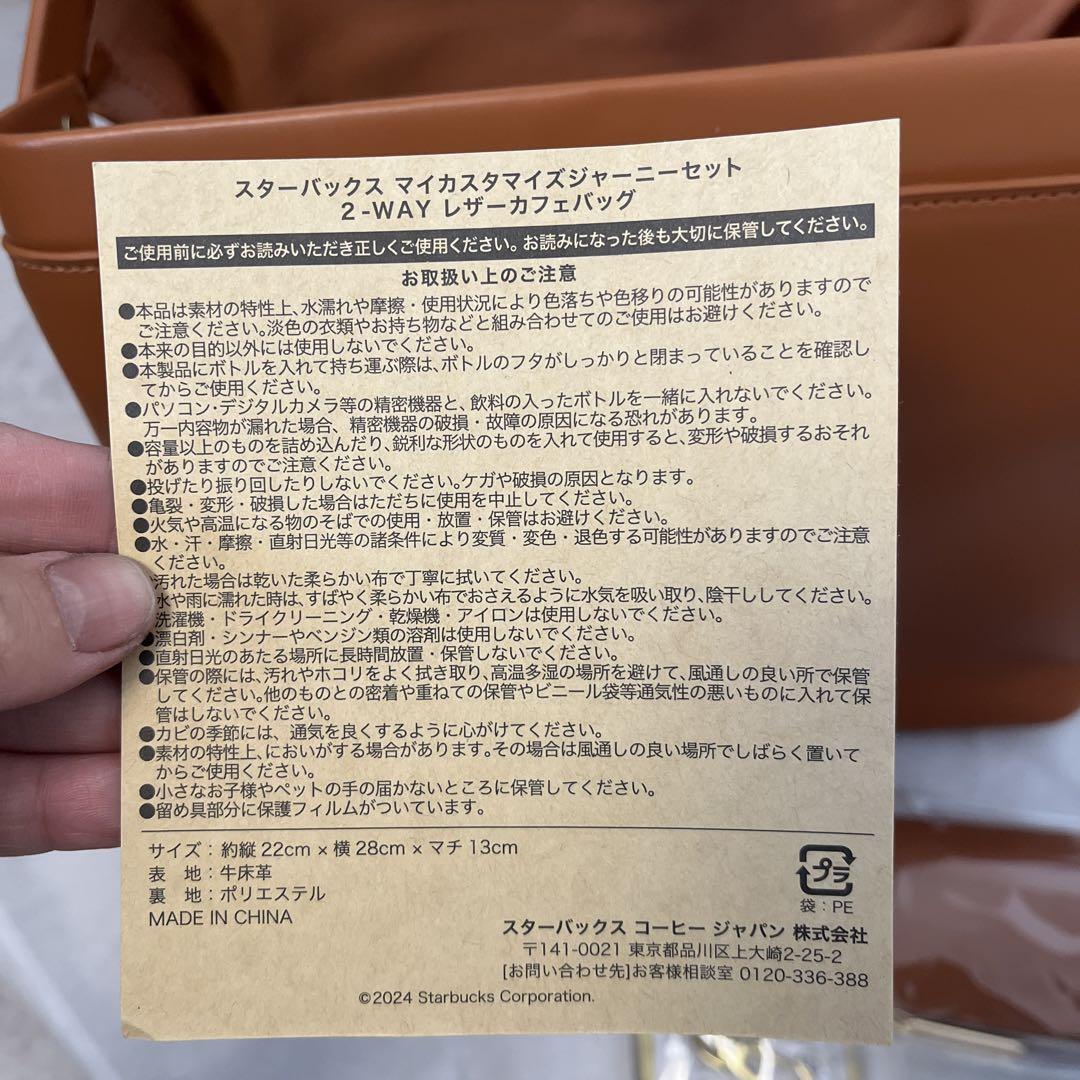 スターバックス マイカスタマイズジャーニーセット
2-WAY レザーカフェバッグ
ご使用前に必ずお読みいただき正しくご使用ください。お読みになった後も大切に保管してください。
お取扱い上のご注意
●本品は素材の特性上、水濡れや摩擦・使用状況により色落ちや色移りの可能性がありますので
ご注意ください。淡色の衣類やお持ち物などと組み合わせてのご使用はお避けください。
●本来の目的以外には使用しないでください。
●本製品にボトルを入れて持ち運ぶ際は、ボトルのフタがしっかりと閉まっていることを確認し
てからご使用ください。
●パソコン・デジタルカメラ等の精密機器と、飲料の入ったボトルを一緒に入れないでください。
万一内容物が漏れた場合、精密機器の破損・故障の原因になる恐れがあります。
●容量以上のものを詰め込んだり、鋭利な形状のものを入れて使用すると、変形や破損するおそれ
がありますのでご注意ください。
●投げたり振り回したりしないでください。ケガや破損の原因となります。
●亀裂・変形・破損した場合はただちに使用を中止してください。
●火気や高温になる物のそばでの使用・放置・保管はお避けください。
●水・汗・摩擦・直射日光等の諸条件により変質・変色・退色する可能性がありますのでご注意
ください。
汚れた場合は乾いた柔らかい布で丁寧に拭いてください。
水や雨に濡れた時は、すばやく柔らかい布でおさえるように水気を吸い取り、陰干ししてください。
洗濯機・ドライクリーニング・乾燥機・アイロンは使用しないでください。
●漂白剤・シンナーやベンジン類の溶剤は使用しないでください。
●直射日光のあたる場所に長時間放置・保管しないでください。
●保管の際には、汚れやホコリをよく拭き取り、高温多湿の場所を避けて、風通しの良い所で保管
してください。他のものとの密着や重ねての保管やビニール袋等通気性の悪いものに入れて保
管はしないでください。
●カビの季節には、通気を良くするように心がけてください。
●素材の特性上、においがする場合があります。その場合は風通しの良い場所でしばらく置いて
からご使用ください。
●小さなお子様やペットの手の届かないところに保管してください。
●留め具部分に保護フィルムがついています。
サイズ：約縦22cm×横28cm×マチ13cm
表 地：牛床革
裏 地：ポリエステル
MADE IN CHINA
プラ
袋：PE
スターバックス コーヒー ジャパン 株式会社
〒141-0021 東京都品川区上大崎2-25-2
[お問い合わせ先]お客様相談室 0120-336-388
©2024 Starbucks Corporation.